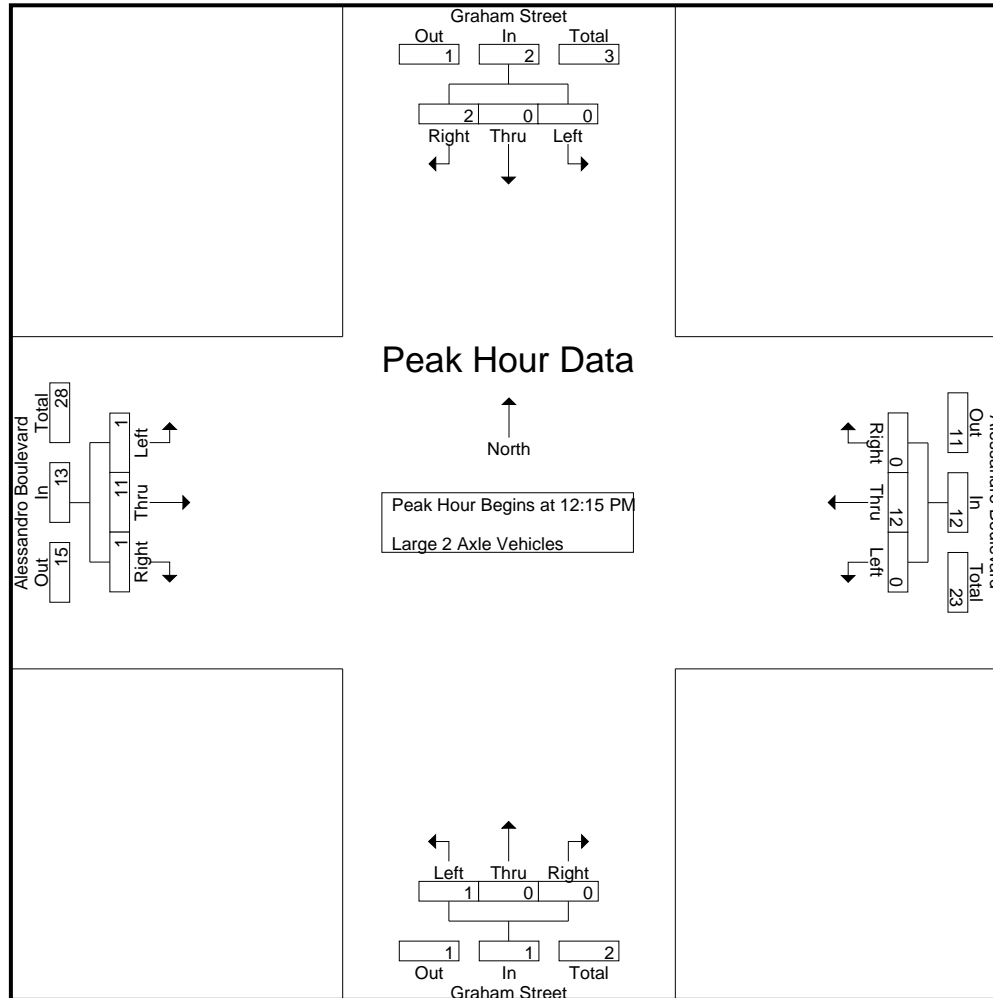 Graham Street
Out In Total
1 2 3
2 0 0
Right Thru Left
Peak Hour Data
North
Peak Hour Begins at 12:15 PM
Large 2 Axle Vehicles
Alessandro Boulevard
Total In Out
28 13 15
1 11 1
Left Thru Right
Out In Total
11 12 23
0 12 0
Right Thru Left
Left Thru Right
1 0 0
1 1 2
Out In Total
Graham Street